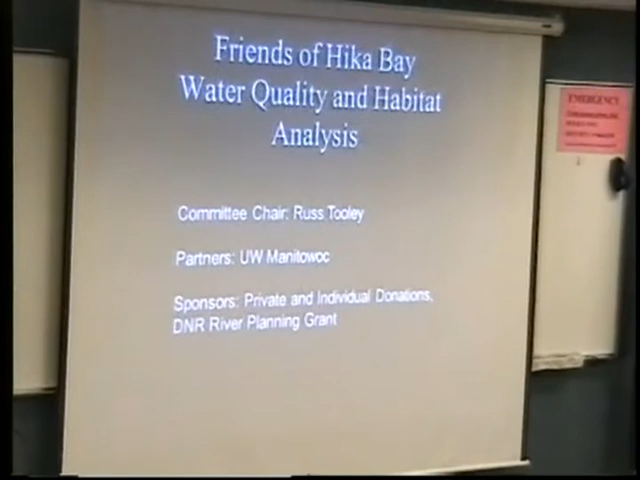 Friends of Hika Bay
Water Quality and Habitat
Analysis
Committee Chair: Russ Tooley
Partners: UW Manitowoc
Sponsors: Private and Individual Donations,
DNR River Planning Grant
EMERGENCY